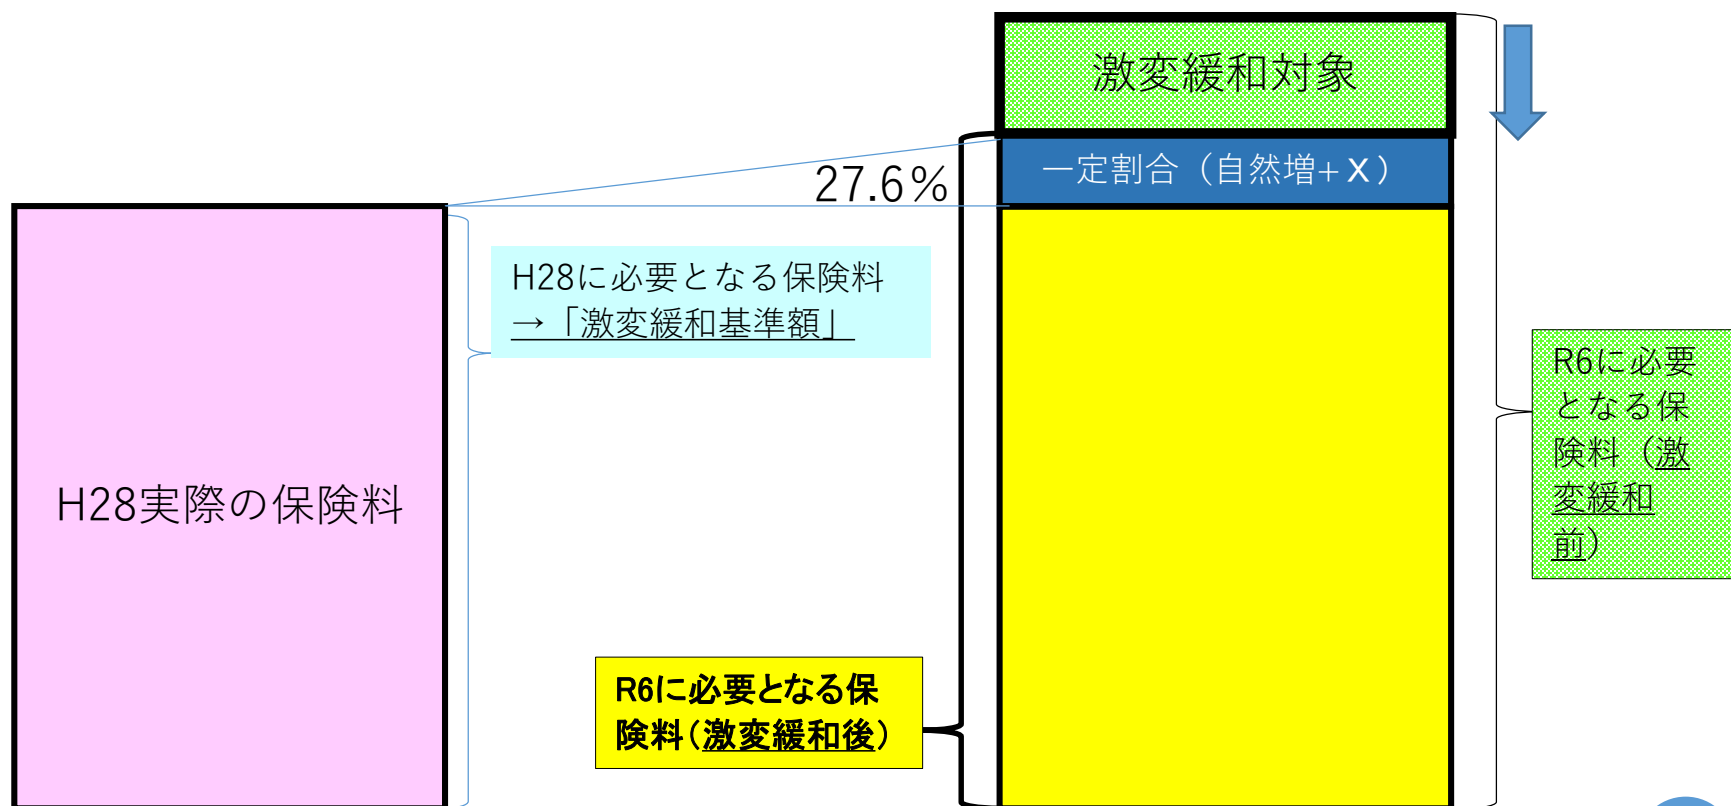 激変緩和対象
一定割合（自然増+X）
27.6％
H28に必要となる保険料
→「激変緩和基準額」
H28実際の保険料
R6に必要
となる保
険料（激
変緩和
前）
R6に必要となる保
険料（激変緩和後）